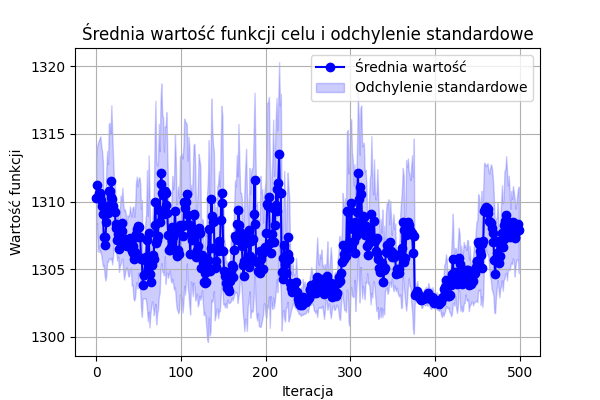 Średnia wartość funkcji celu i odchylenie standardowe
Średnia wartość
Odchylenie standardowe
Wartość funkcji
1320
1315
1310
1305
1300
0 100 200 300 400 500
Iteracja